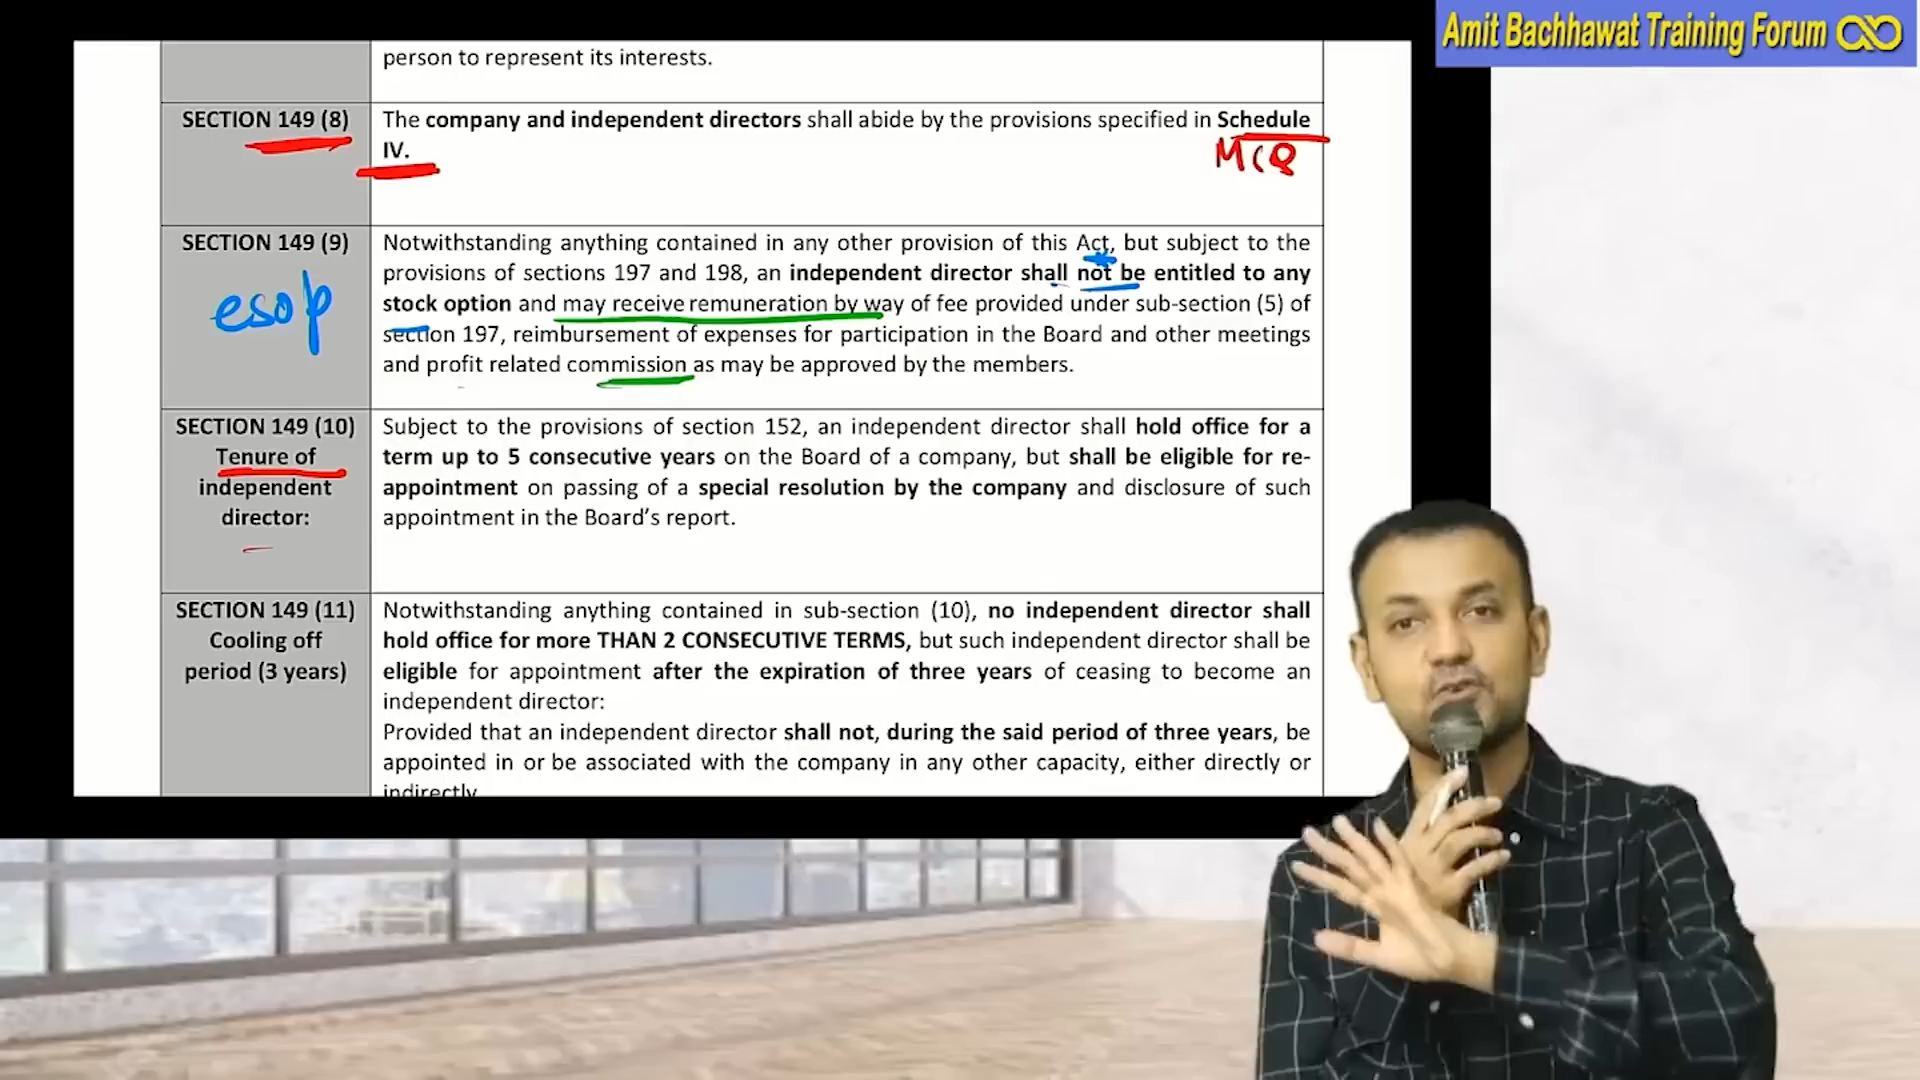 Amit Bachhawat Training Forum
person to represent its interests.
SECTION 149 (8)
The company and independent directors shall abide by the provisions specified in Schedule
IV.
MCQ
SECTION 149 (9)
esop
Notwithstanding anything contained in any other provision of this Act, but subject to the
provisions of sections 197 and 198, an independent director shall not be entitled to any
stock option and may receive remuneration by way of fee provided under sub-section (5) of
section 197, reimbursement of expenses for participation in the Board and other meetings
and profit related commission as may be approved by the members.
SECTION 149 (10)
Tenure of
independent
director:
Subject to the provisions of section 152, an independent director shall hold office for a
term up to 5 consecutive years on the Board of a company, but shall be eligible for re-
appointment on passing of a special resolution by the company and disclosure of such
appointment in the Board's report.
SECTION 149 (11)
Cooling off
period (3 years)
Notwithstanding anything contained in sub-section (10), no independent director shall
hold office for more THAN 2 CONSECUTIVE TERMS, but such independent director shall be
eligible for appointment after the expiration of three years of ceasing to become an
independent director:
Provided that an independent director shall not, during the said period of three years, be
appointed in or be associated with the company in any other capacity, either directly or
indirectly.